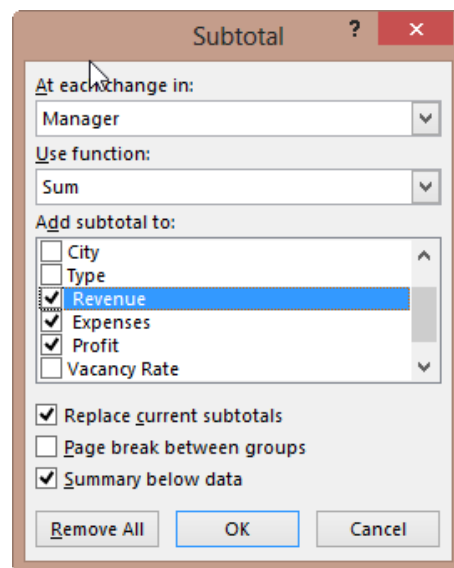 Subtotal ?
At each change in:
Manager
Use function:
Sum
Add subtotal to:
City
Type
Revenue
Expenses
Profit
Vacancy Rate
Replace current subtotals
Page break between groups
Summary below data
Remove All OK Cancel